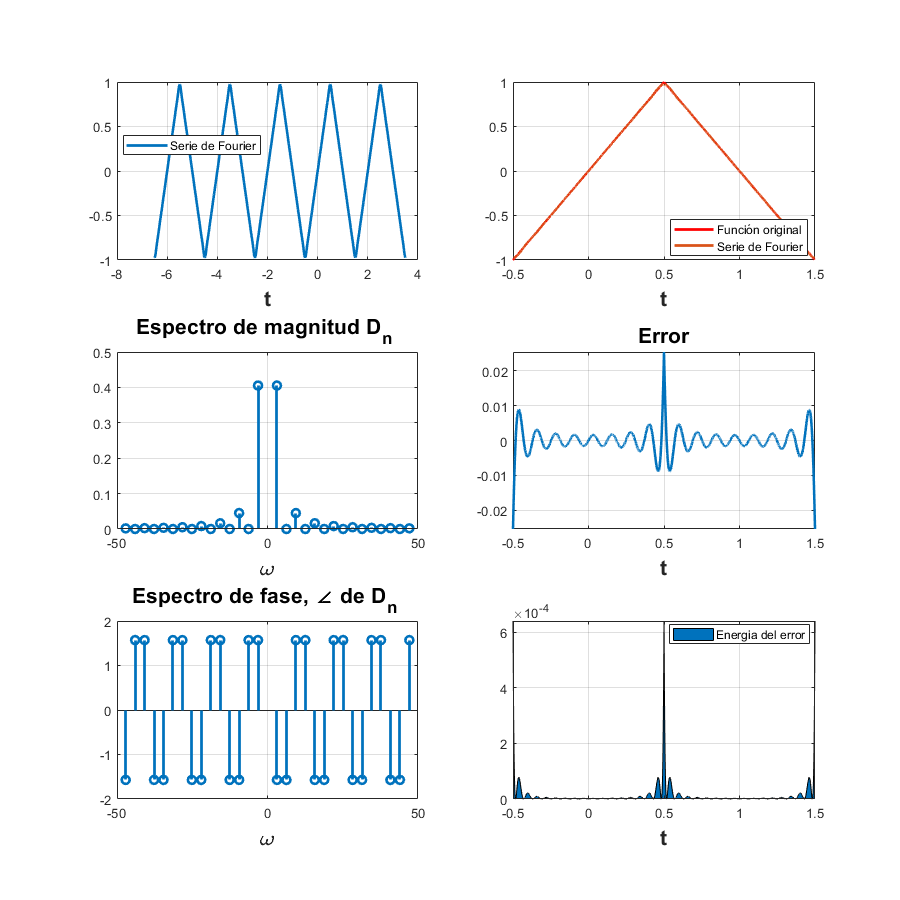 1
0.5
0
-0.5
-1
-8 -6 -4 -2 0 2 4
Serie de Fourier
t
1
0.5
0
-0.5
-1
-0.5 0 0.5 1 1.5
Función original
Serie de Fourier
t
Espectro de magnitud Dn
0.5
0.4
0.3
0.2
0.1
0
-50 0 50
ω
Error
0.02
0.01
0
-0.01
-0.02
-0.5 0 0.5 1 1.5
t
Espectro de fase, ∠ de Dn
2
1
0
-1
-2
-50 0 50
ω
×10-4
6
4
2
0
-0.5 0 0.5 1 1.5
Energia del error
t